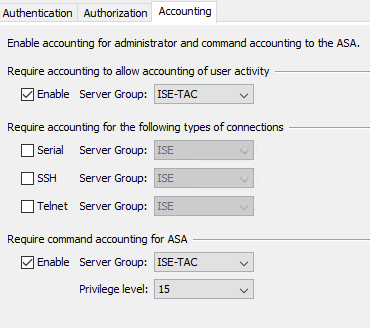 Authentication Authorization Accounting
Enable accounting for administrator and command accounting to the ASA.
Require accounting to allow accounting of user activity
Enable Server Group: ISE-TAC
Require accounting for the following types of connections
Serial Server Group: ISE
SSH Server Group: ISE
Telnet Server Group: ISE
Require command accounting for ASA
Enable Server Group: ISE-TAC
Privilege level: 15